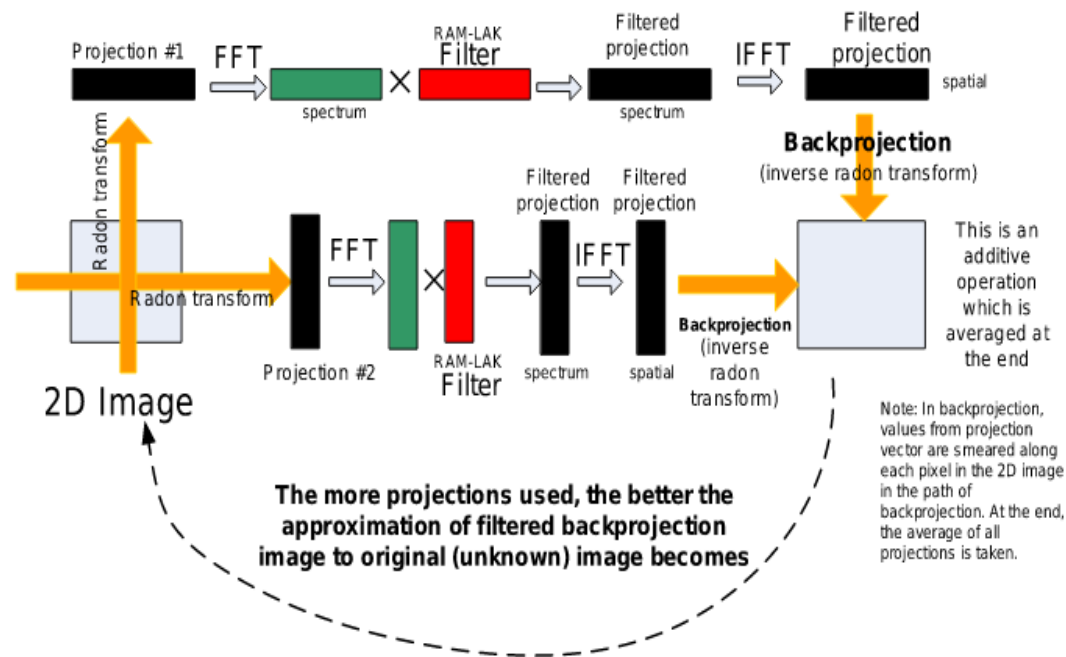 Projection #1
FFT
RAM-LAK
Filter
Filtered
projection
IFFT
Filtered
projection
spectrum
spectrum
spatial
Radon transform
Backprojection
(inverse radon transform)
Filtered
projection
Filtered
projection
FFT
IFFT
Radon transform
This is an
additive
operation
which is
averaged at
the end
Backprojection
(inverse
radon
transform)
Projection #2
RAM-LAK
Filter
spectrum
spatial
2D Image
Note: In backprojection,
values from projection
vector are smeared along
each pixel in the 2D image
in the path of
backprojection. At the end,
the average of all
projections is taken.
The more projections used, the better the
approximation of filtered backprojection
image to original (unknown) image becomes